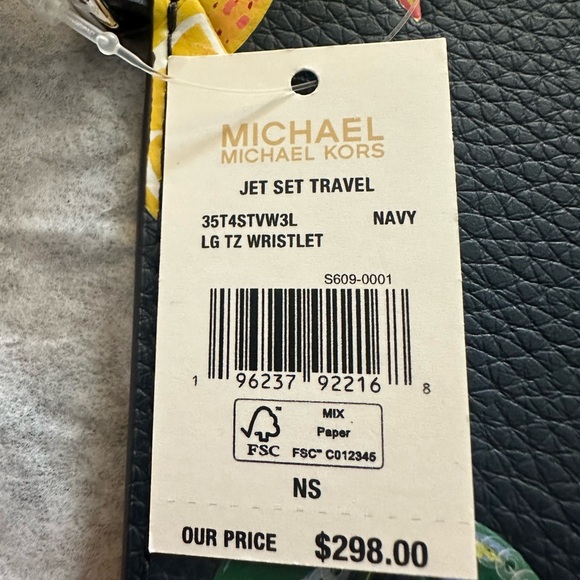 MICHAEL
MICHAEL KORS
JET SET TRAVEL
35T4STVW3L NAVY
LG TZ WRISTLET
S609-0001
1 96237 92216 8
MIX
Paper
FSC™ C012345
FSC
NS
OUR PRICE $298.00